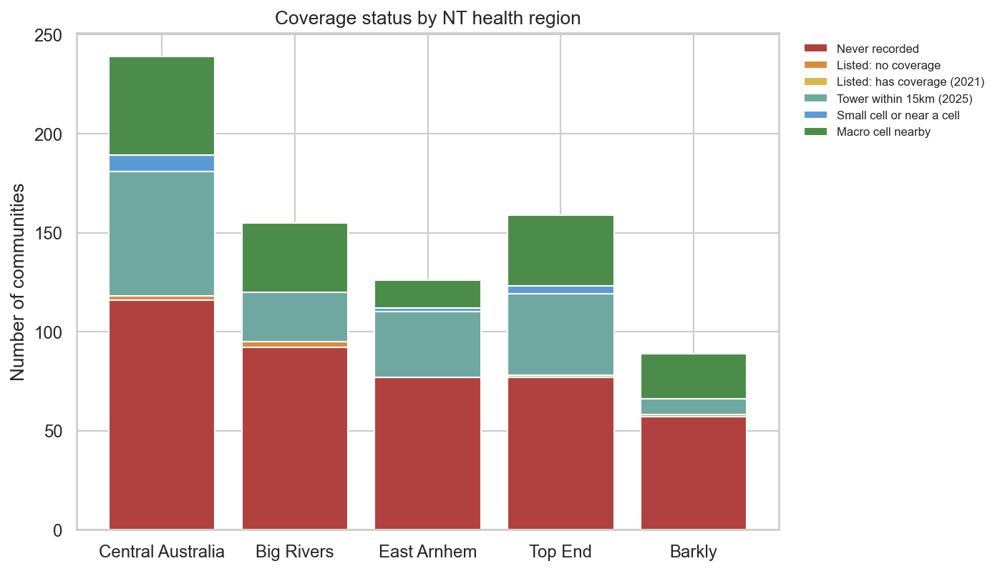 Coverage status by NT health region
Number of communities
250
200
150
100
50
0
Central Australia
Big Rivers
East Arnhem
Top End
Barkly
Never recorded
Listed: no coverage
Listed: has coverage (2021)
Tower within 15km (2025)
Small cell or near a cell
Macro cell nearby